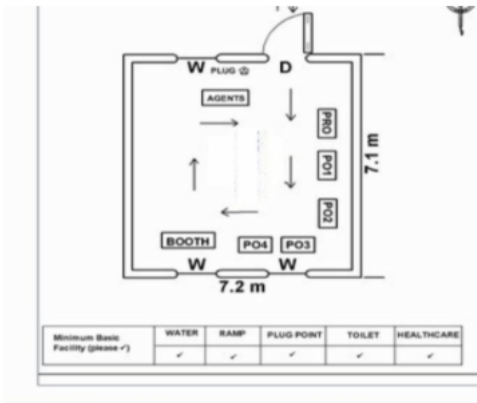 W PLUG D
AGENTS
PRO
PO1
PO2
7.1 m
BOOTH PO4 PO3
W W
7.2 m
Minimum Basic Facility (please ✓) WATER RAMP PLUG POINT TOILET HEALTHCARE
✓ ✓ ✓ ✓ ✓